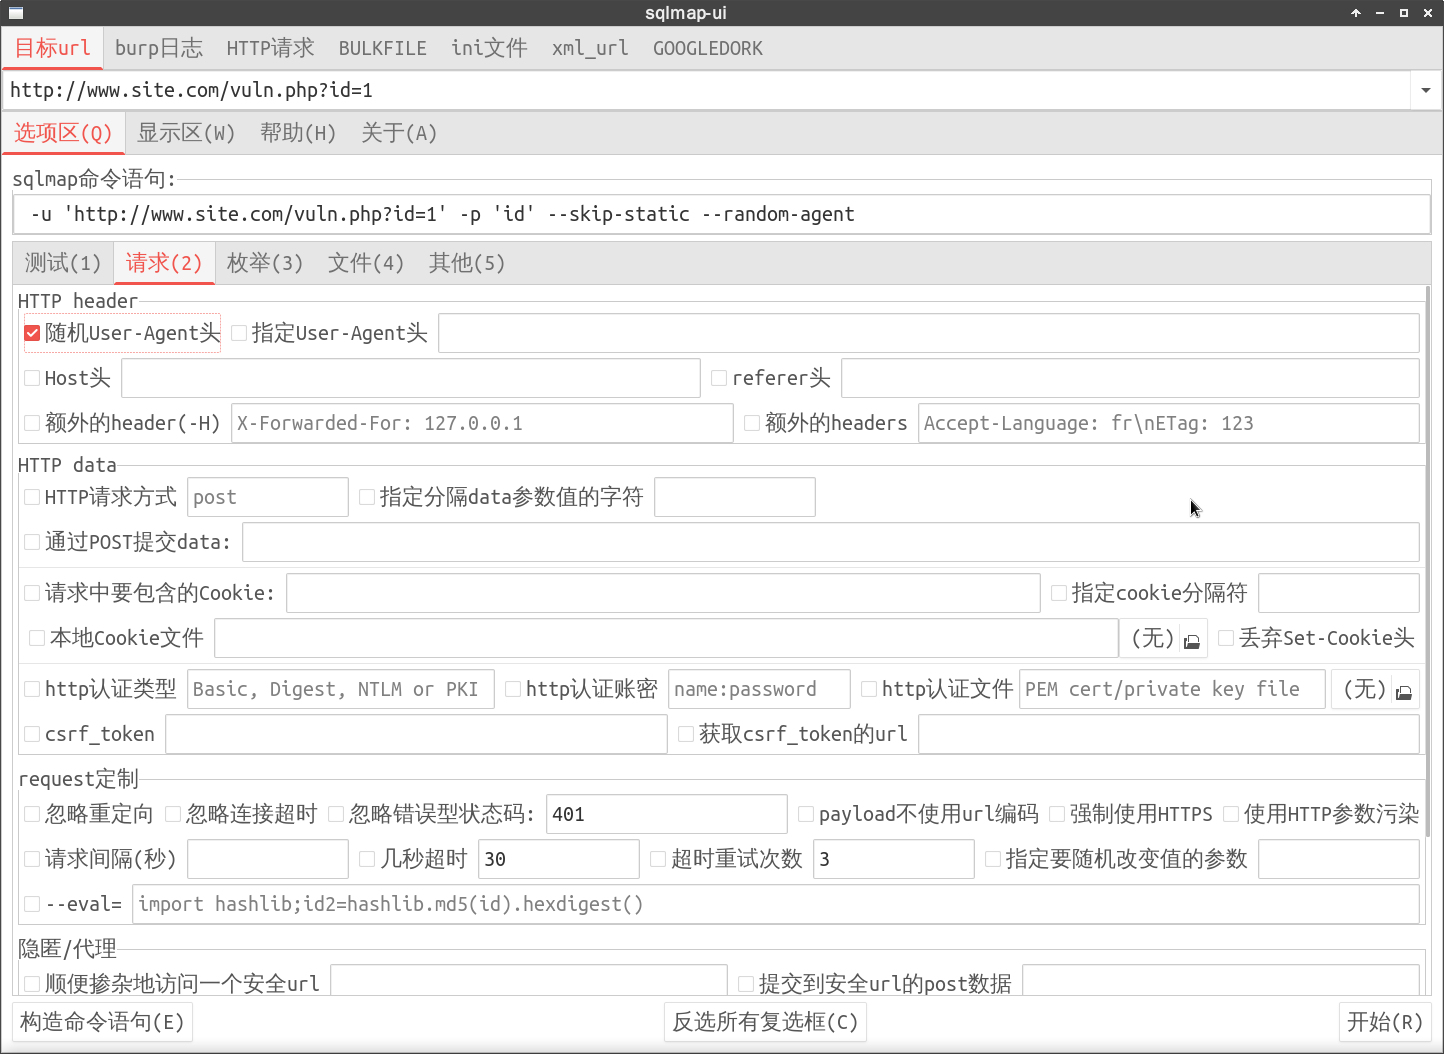 sqlmap-ui
目标url burp日志 HTTP请求 BULKFILE ini文件 xml_url GOOGLEDORK
http://www.site.com/vuln.php?id=1
选项区(Q) 显示区(W) 帮助(H) 关于(A)
sqlmap命令语句:
-u 'http://www.site.com/vuln.php?id=1' -p 'id' --skip-static --random-agent
测试(1) 请求(2) 枚举(3) 文件(4) 其他(5)
HTTP header
随机User-Agent头 指定User-Agent头
Host头 referer头
额外的header(-H) X-Forwarded-For: 127.0.0.1 额外的headers Accept-Language: fr\nETag: 123
HTTP data
HTTP请求方式 post 指定分隔data参数值的字符
通过POST提交data:
请求中要包含的Cookie: 指定cookie分隔符
本地Cookie文件 (无) 丢弃Set-Cookie头
http认证类型 Basic, Digest, NTLM or PKI http认证账密 name:password http认证文件 PEM cert/private key file (无)
csrf_token 获取csrf_token的url
request定制
忽略重定向 忽略连接超时 忽略错误型状态码: 401 payload不使用url编码 强制使用HTTPS 使用HTTP参数污染
请求间隔(秒) 几秒超时 30 超时重试次数 3 指定要随机改变值的参数
--eval= import hashlib;id2=hashlib.md5(id).hexdigest()
隐匿/代理
顺便掺杂地访问一个安全url 提交到安全url的post数据
构造命令语句(E) 反选所有复选框(C) 开始(R)